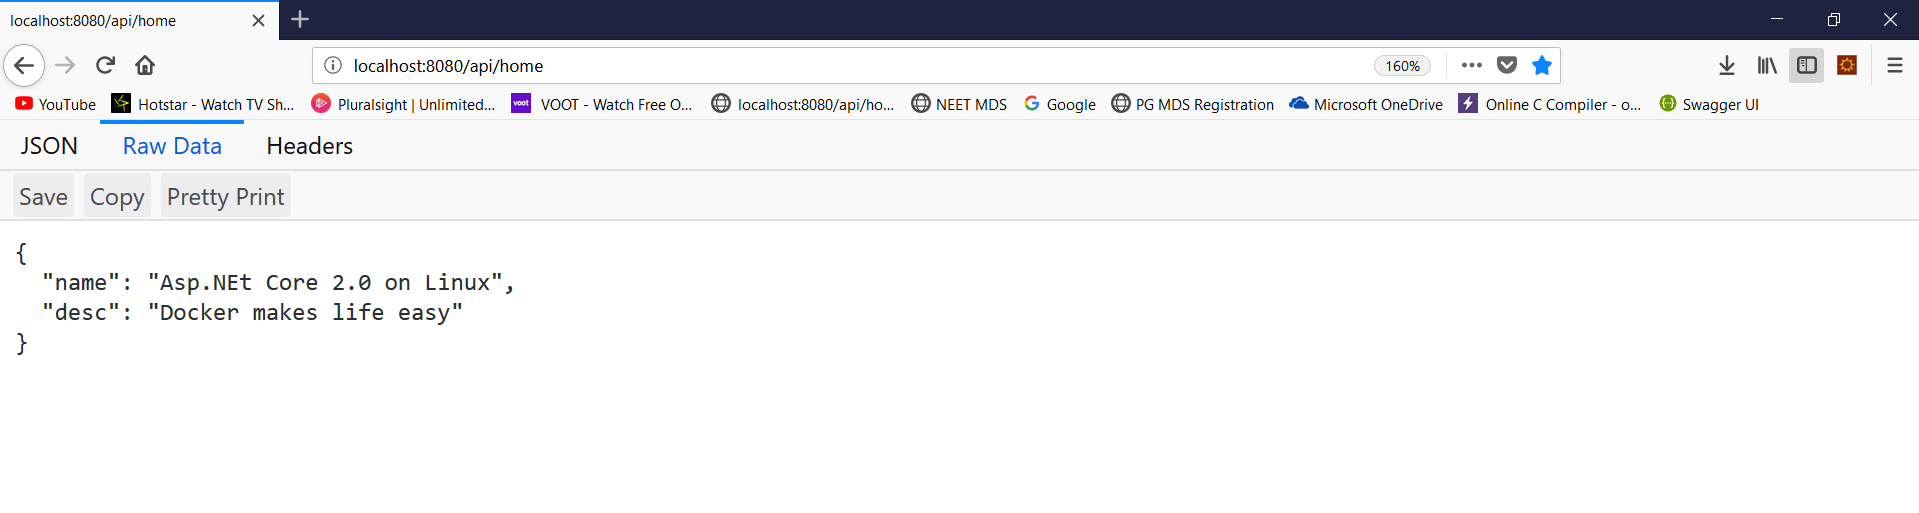 localhost:8080/api/home
localhost:8080/api/home 160%
YouTube Hotstar - Watch TV Sh... Pluralsight | Unlimited... voot VOOT - Watch Free O... localhost:8080/api/ho... NEET MDS Google PG MDS Registration Microsoft OneDrive Online C Compiler - o... Swagger UI
JSON Raw Data Headers
Save Copy Pretty Print
{
  "name": "Asp.NEt Core 2.0 on Linux",
  "desc": "Docker makes life easy"
}